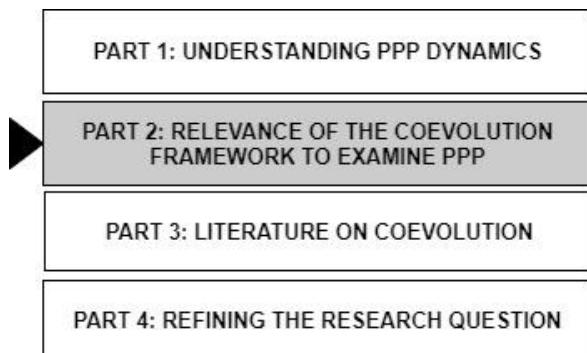 PART 1: UNDERSTANDING PPP DYNAMICS
PART 2: RELEVANCE OF THE COEVOLUTION
FRAMEWORK TO EXAMINE PPP
PART 3: LITERATURE ON COEVOLUTION
PART 4: REFINING THE RESEARCH QUESTION